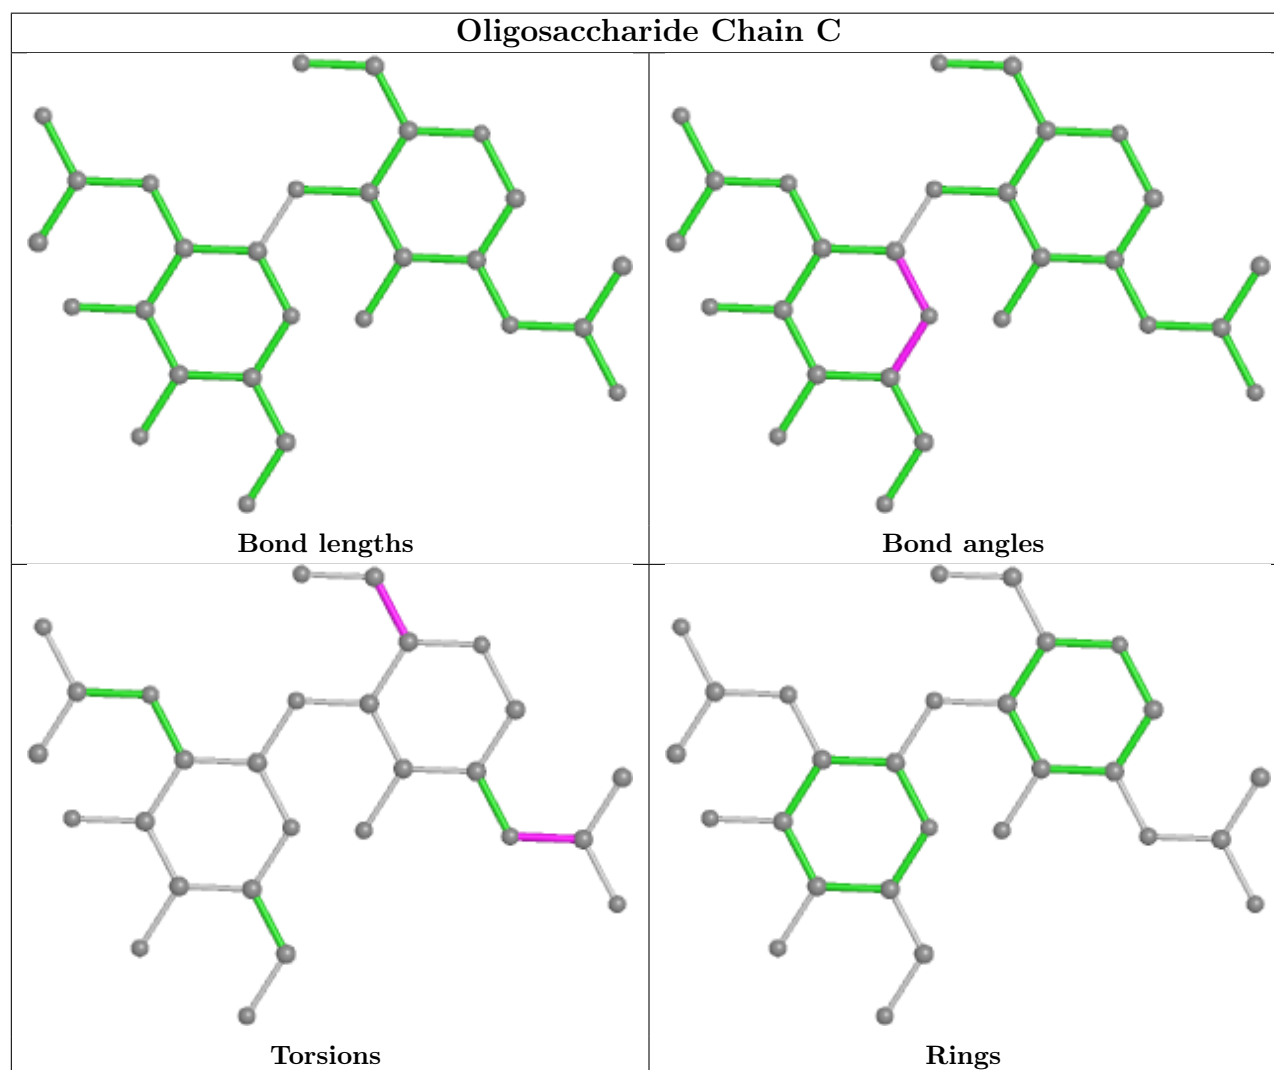 Oligosaccharide Chain C
Bond lengths
Bond angles
Torsions
Rings